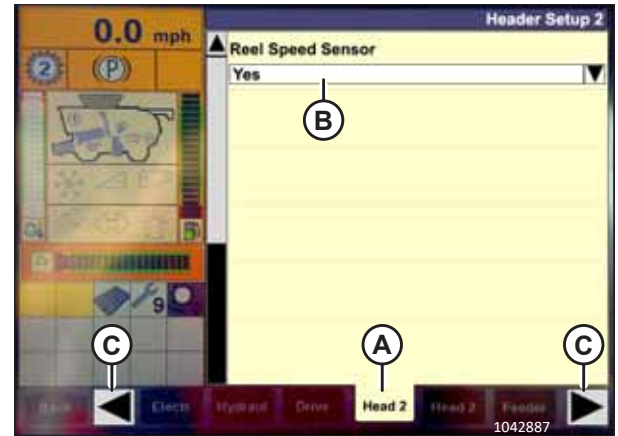 0.0 mph
Header Setup 2
Reel Speed Sensor
Yes
2
(P)
B
9
C
A
C
Back
Electr
Hydraul
Drive
Head 2
Head 2
Feeder
1042887